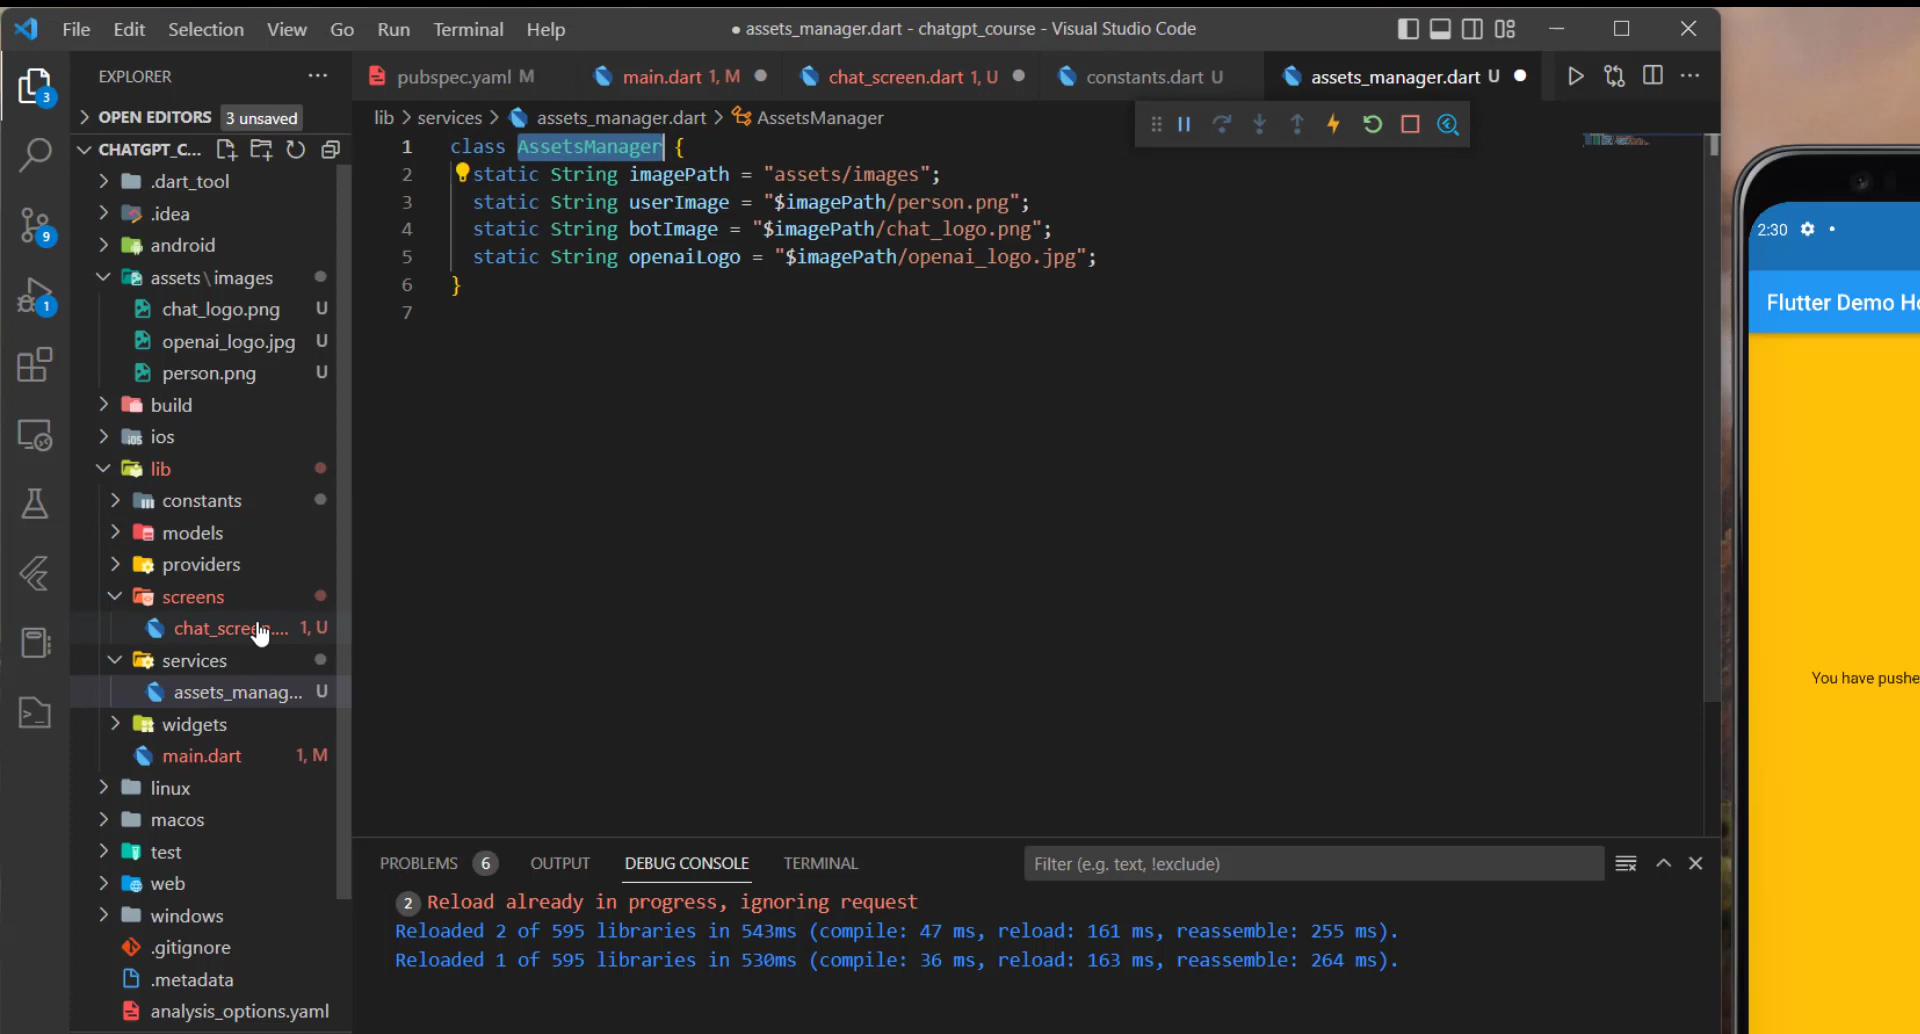 File Edit Selection View Go Run Terminal Help
● assets_manager.dart - chatgpt_course - Visual Studio Code
EXPLORER
OPEN EDITORS 3 unsaved
CHATGPT_C...
.dart_tool
.idea
android
assets\images
chat_logo.png U
openai_logo.jpg U
person.png U
build
ios
lib
constants
models
providers
screens
chat_screen.... 1, U
services
assets_manag... U
widgets
main.dart 1, M
linux
macos
test
web
windows
.gitignore
.metadata
analysis_options.yaml
3
9
1
pubspec.yaml M
main.dart 1, M
chat_screen.dart 1, U
constants.dart U
assets_manager.dart U
lib > services > assets_manager.dart > AssetsManager
1 class AssetsManager {
2 static String imagePath = "assets/images";
3 static String userImage = "$imagePath/person.png";
4 static String botImage = "$imagePath/chat_logo.png";
5 static String openaiLogo = "$imagePath/openai_logo.jpg";
6 }
7
PROBLEMS 6 OUTPUT DEBUG CONSOLE TERMINAL
Filter (e.g. text, !exclude)
2 Reload already in progress, ignoring request
Reloaded 2 of 595 libraries in 543ms (compile: 47 ms, reload: 161 ms, reassemble: 255 ms).
Reloaded 1 of 595 libraries in 530ms (compile: 36 ms, reload: 163 ms, reassemble: 264 ms).
2:30
Flutter Demo Ho
You have pushe